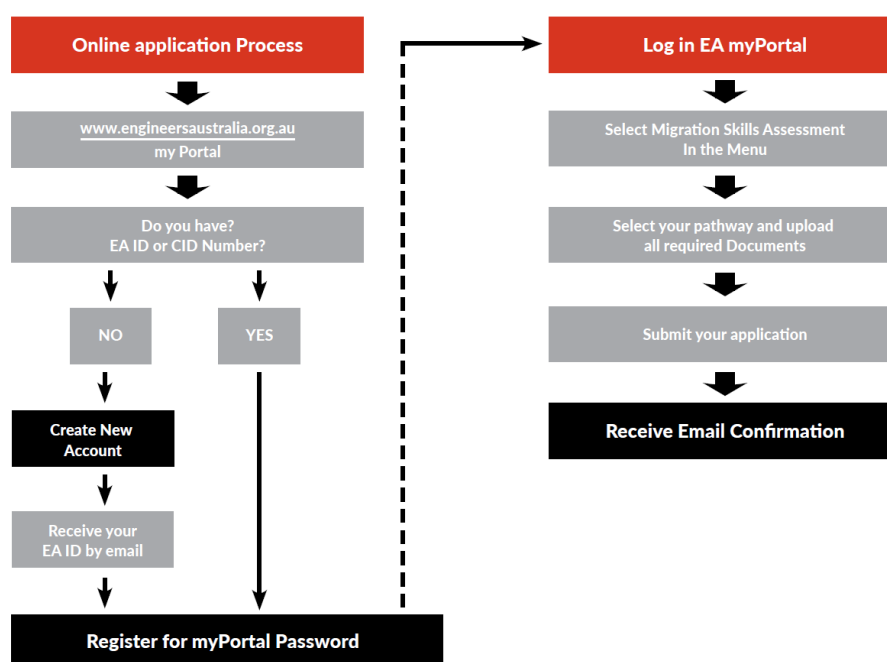 Online application Process
www.engineersaustralia.org.au
my Portal
Do you have?
EA ID or CID Number?
NO
YES
Create New
Account
Receive your
EA ID by email
Register for myPortal Password
Log in EA myPortal
Select Migration Skills Assessment
In the Menu
Select your pathway and upload
all required Documents
Submit your application
Receive Email Confirmation